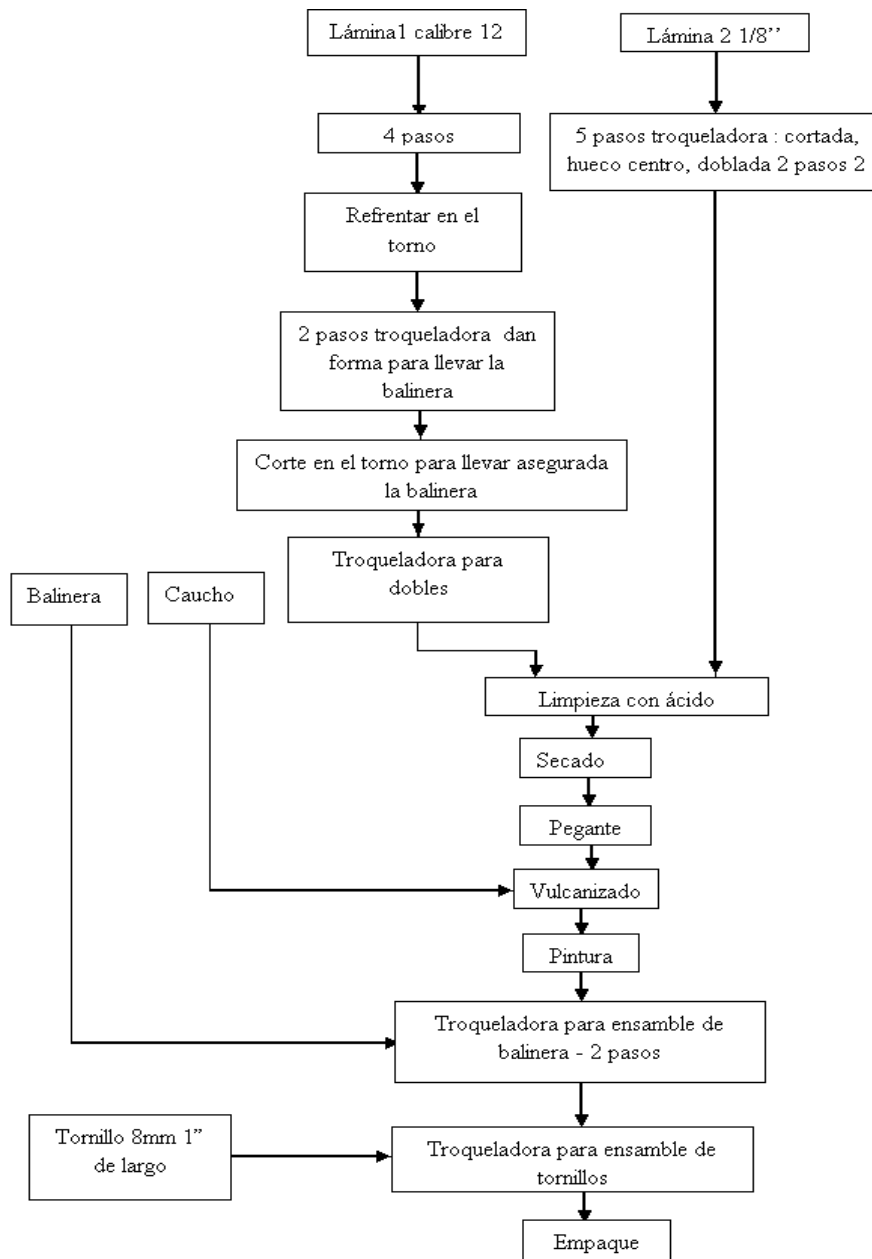 Lámina1 calibre 12
Lámina 2 1/8’’
4 pasos
5 pasos troqueladora : cortada,
hueco centro, doblada 2 pasos 2
Refrentar en el
torno
2 pasos troqueladora dan
forma para llevar la
balinera
Corte en el torno para llevar asegurada
la balinera
Troqueladora para
dobles
Balinera
Caucho
Limpieza con ácido
Secado
Pegante
Vulcanizado
Pintura
Troqueladora para ensamble de
balinera - 2 pasos
Tornillo 8mm 1”
de largo
Troqueladora para ensamble de
tornillos
Empaque